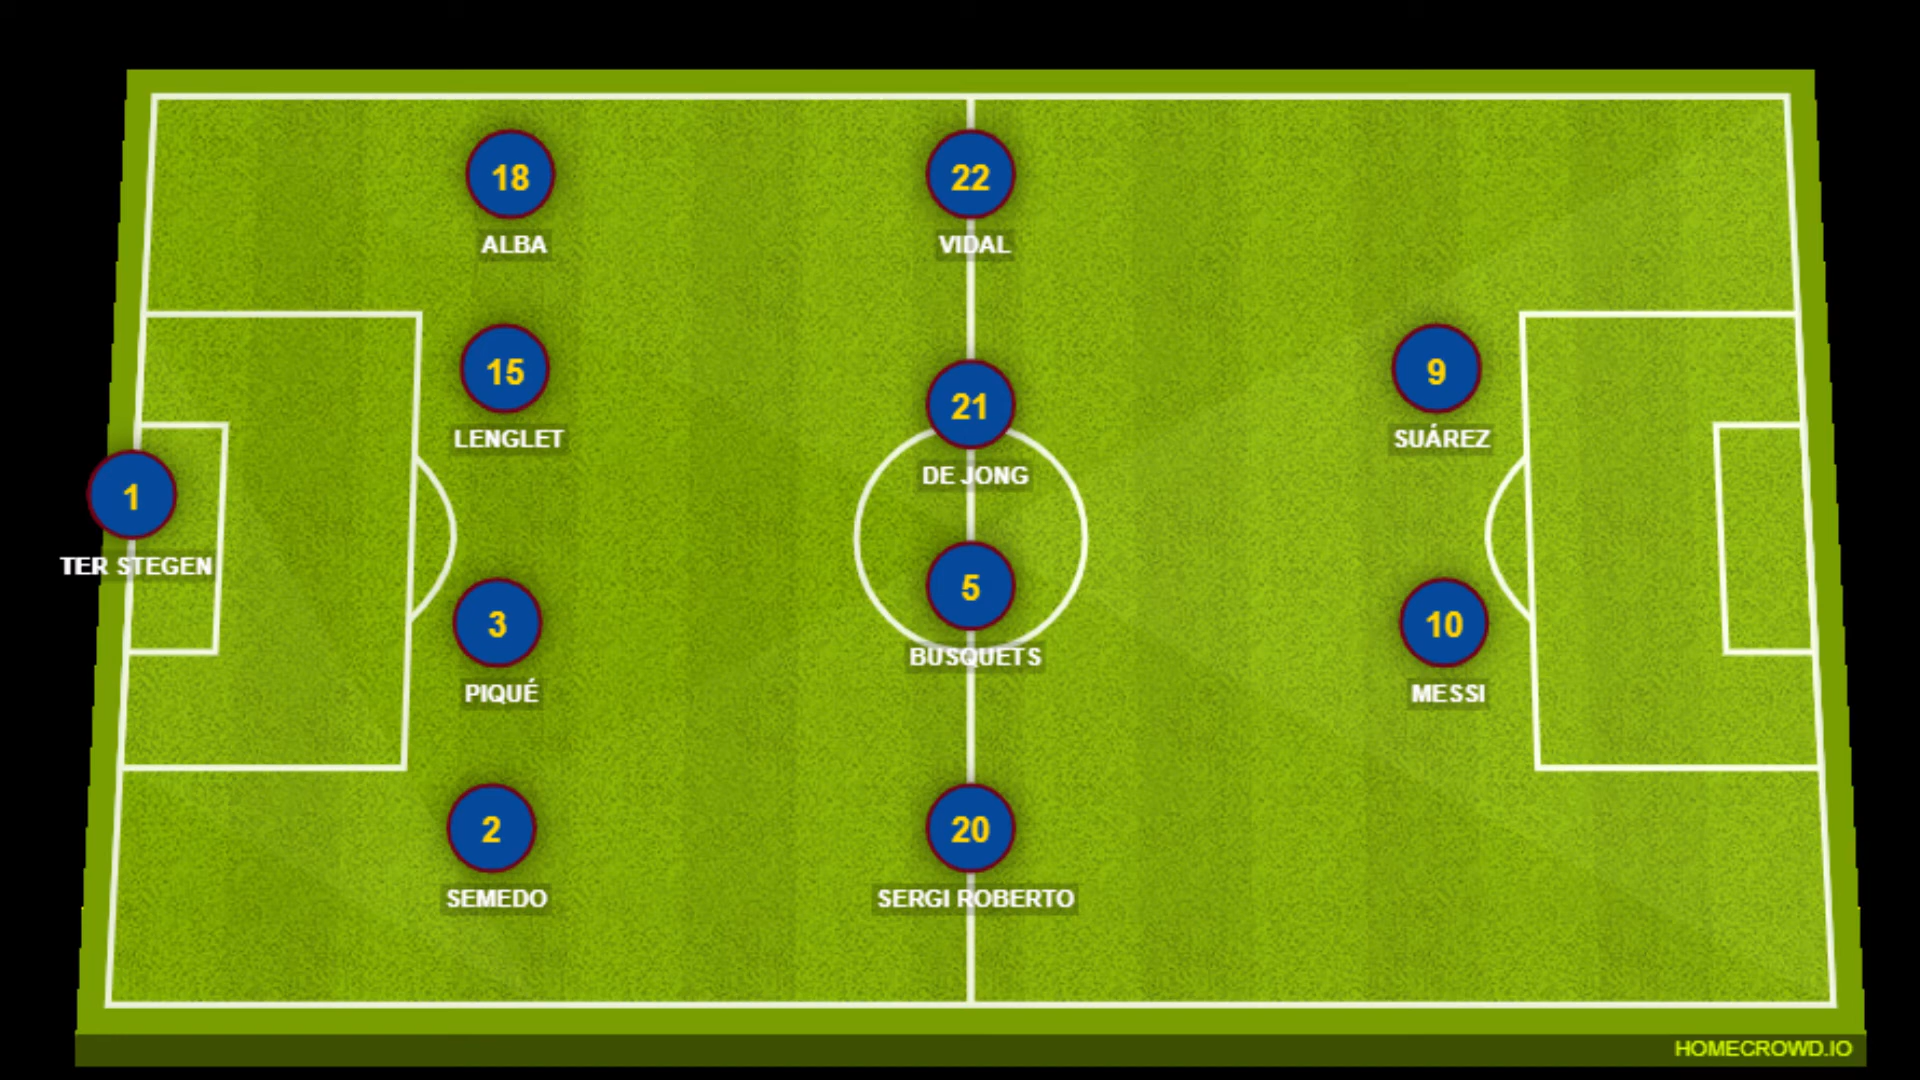 18
ALBA
22
VIDAL
15
LENGLET
9
SUÁREZ
21
DE JONG
1
TER STEGEN
5
BUSQUETS
3
PIQUÉ
10
MESSI
2
SEMEDO
20
SERGI ROBERTO
HOMECROWD.IO